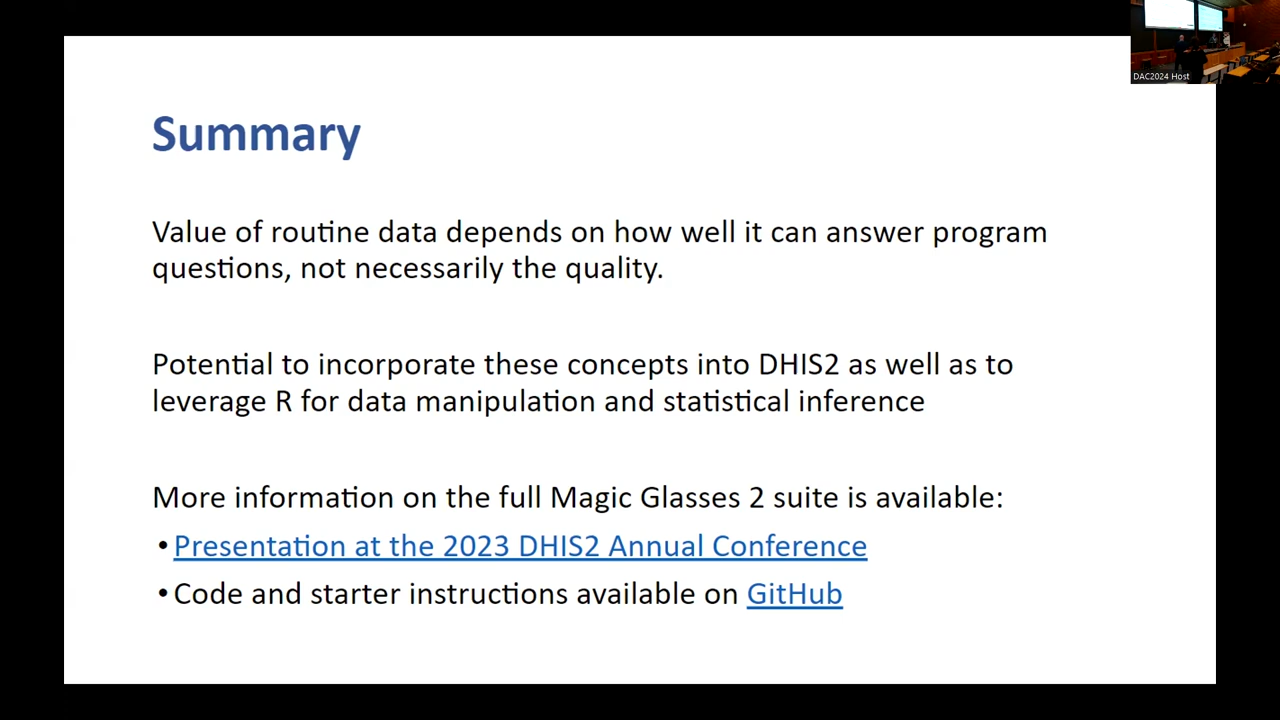 DAC2024 Host
Summary
Value of routine data depends on how well it can answer program
questions, not necessarily the quality.
Potential to incorporate these concepts into DHIS2 as well as to
leverage R for data manipulation and statistical inference
More information on the full Magic Glasses 2 suite is available:
•Presentation at the 2023 DHIS2 Annual Conference
•Code and starter instructions available on GitHub